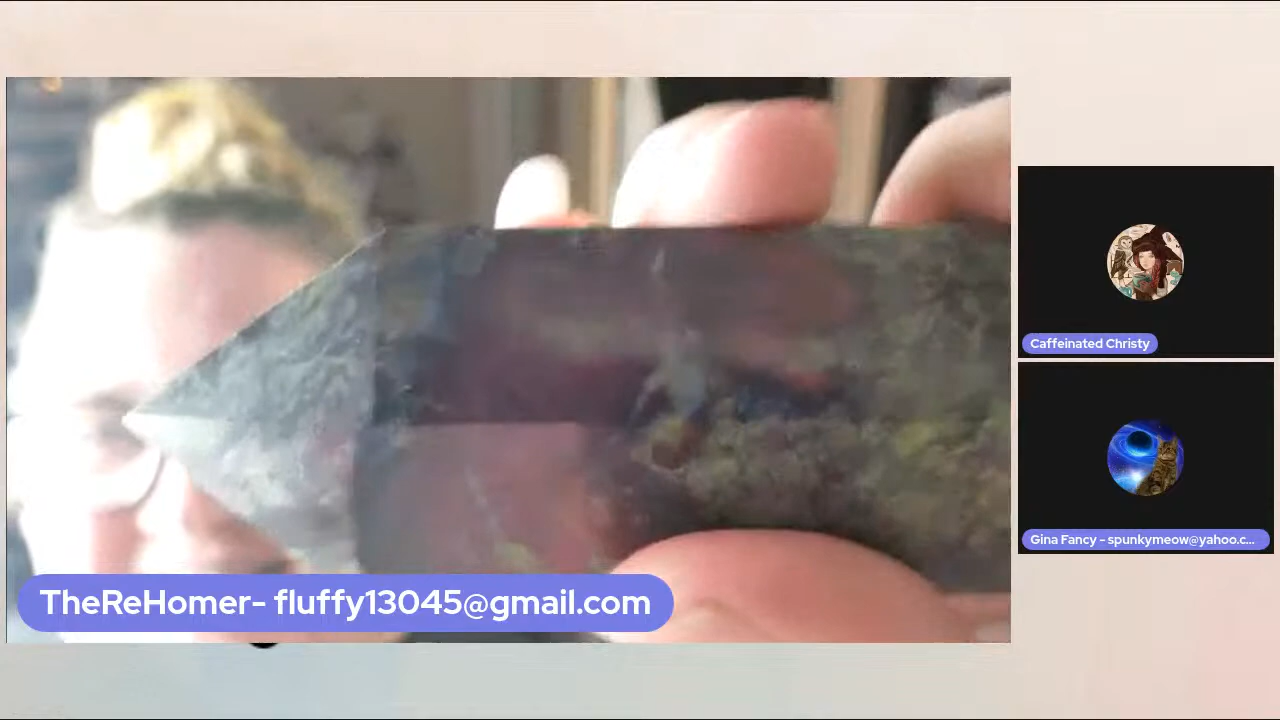 Caffeinated Christy
Gina Fancy - spunkymeow@yahoo.c...
TheReHomer- fluffy13045@gmail.com